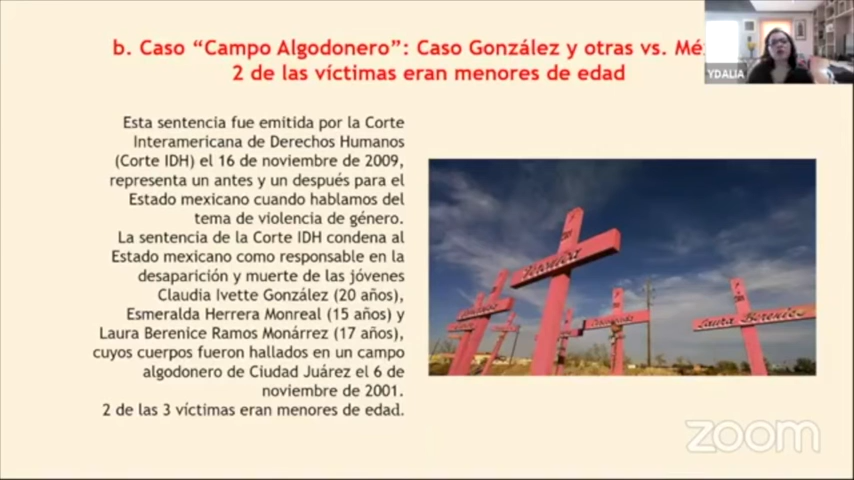 b. Caso “Campo Algodonero”: Caso González y otras vs. Mé
2 de las víctimas eran menores de edad
YDALIA
Esta sentencia fue emitida por la Corte
Interamericana de Derechos Humanos
(Corte IDH) el 16 de noviembre de 2009,
representa un antes y un después para el
Estado mexicano cuando hablamos del
tema de violencia de género.
La sentencia de la Corte IDH condena al
Estado mexicano como responsable en la
desaparición y muerte de las jóvenes
Claudia Ivette González (20 años),
Esmeralda Herrera Monreal (15 años) y
Laura Berenice Ramos Monárrez (17 años),
cuyos cuerpos fueron hallados en un campo
algodonero de Ciudad Juárez el 6 de
noviembre de 2001.
2 de las 3 víctimas eran menores de edad.
Laura Berenice
zoom